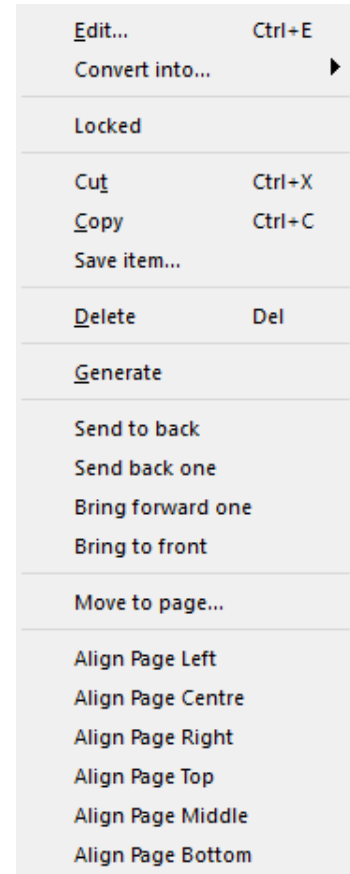 Edit... Ctrl+E
Convert into...
Locked
Cut Ctrl+X
Copy Ctrl+C
Save item...
Delete Del
Generate
Send to back
Send back one
Bring forward one
Bring to front
Move to page...
Align Page Left
Align Page Centre
Align Page Right
Align Page Top
Align Page Middle
Align Page Bottom